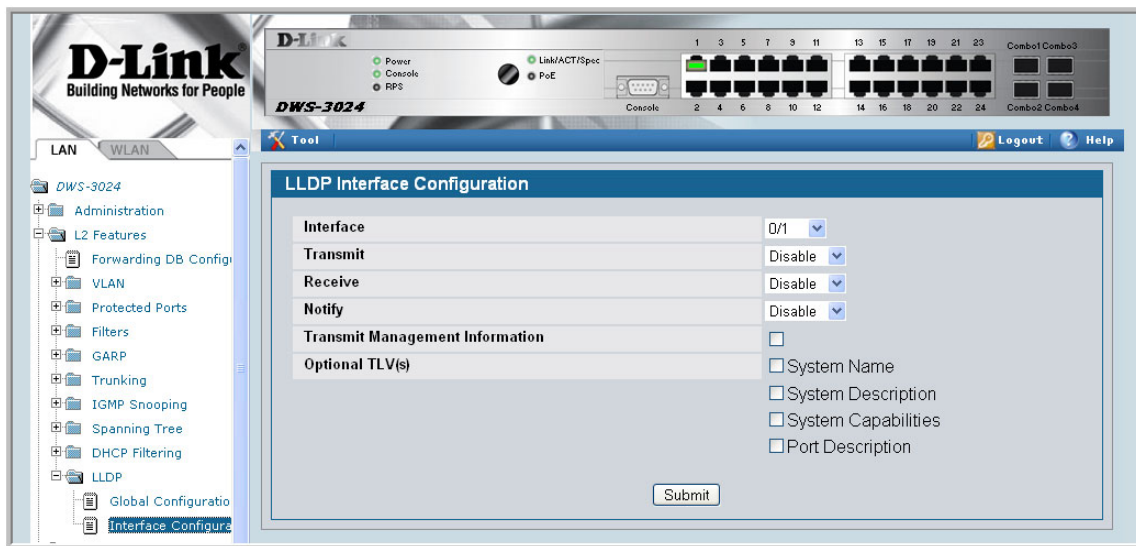 D-Link
Building Networks for People
D-Link
Power
Console
RPS
Link/ACT/Spec
PoE
DWS-3024
Console
1 3 5 7 9 11 13 15 17 19 21 23 Combo1 Combo3
2 4 6 8 10 12 14 16 18 20 22 24 Combo2 Combo4
LAN WLAN
Tool
Logout Help
DWS-3024
Administration
L2 Features
Forwarding DB Config
VLAN
Protected Ports
Filters
GARP
Trunking
IGMP Snooping
Spanning Tree
DHCP Filtering
LLDP
Global Configuratio
Interface Configura
LLDP Interface Configuration
Interface 0/1
Transmit Disable
Receive Disable
Notify Disable
Transmit Management Information
Optional TLV(s) System Name
System Description
System Capabilities
Port Description
Submit